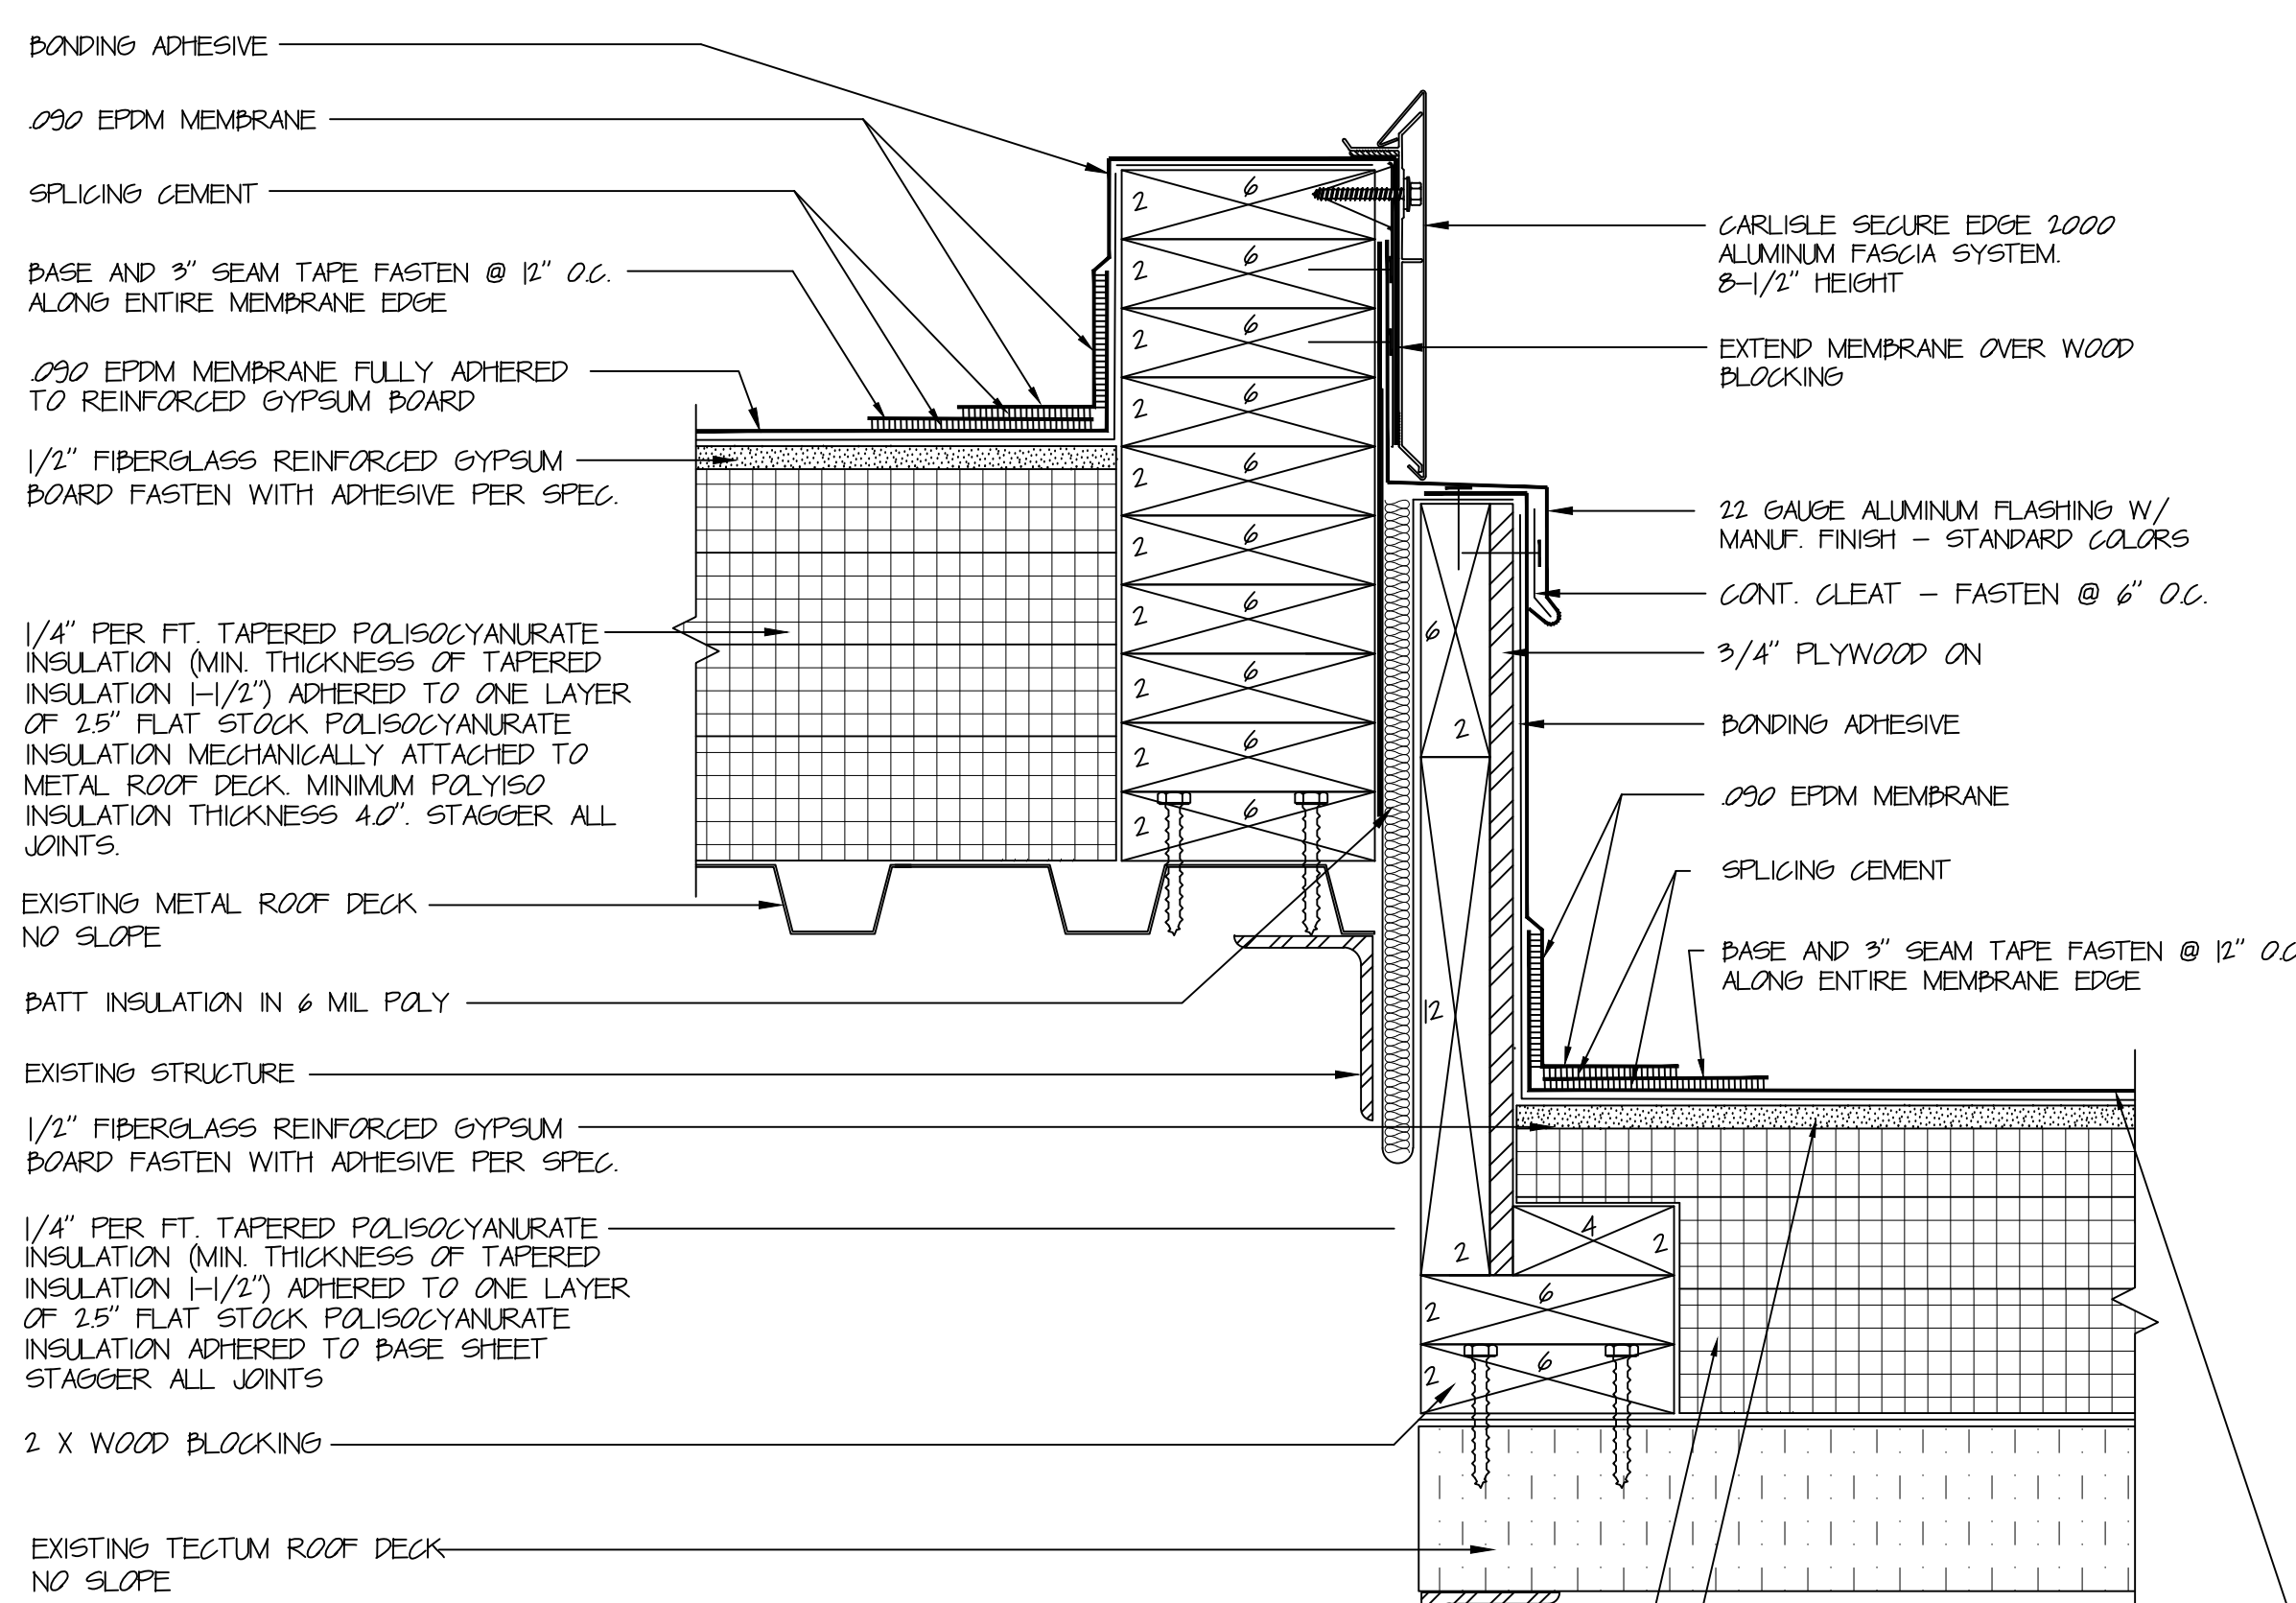 BONDING ADHESIVE
.090 EPDM MEMBRANE
SPLICING CEMENT
BASE AND 3" SEAM TAPE FASTEN @ 12" O.C.
ALONG ENTIRE MEMBRANE EDGE
.090 EPDM MEMBRANE FULLY ADHERED
TO REINFORCED GYPSUM BOARD
1/2" FIBERGLASS REINFORCED GYPSUM
BOARD FASTEN WITH ADHESIVE PER SPEC.
1/4" PER FT. TAPERED POLISOCYANURATE
INSULATION (MIN. THICKNESS OF TAPERED
INSULATION 1-1/2") ADHERED TO ONE LAYER
OF 2.5" FLAT STOCK POLISOCYANURATE
INSULATION MECHANICALLY ATTACHED TO
METAL ROOF DECK. MINIMUM POLYISO
INSULATION THICKNESS 4.0". STAGGER ALL
JOINTS.
EXISTING METAL ROOF DECK
NO SLOPE
BATT INSULATION IN 6 MIL POLY
EXISTING STRUCTURE
1/2" FIBERGLASS REINFORCED GYPSUM
BOARD FASTEN WITH ADHESIVE PER SPEC.
1/4" PER FT. TAPERED POLISOCYANURATE
INSULATION (MIN. THICKNESS OF TAPERED
INSULATION 1-1/2") ADHERED TO ONE LAYER
OF 2.5" FLAT STOCK POLISOCYANURATE
INSULATION ADHERED TO BASE SHEET
STAGGER ALL JOINTS
2 X WOOD BLOCKING
EXISTING TECTUM ROOF DECK
NO SLOPE
2 6
2 6
2 6
2 6
2 6
2 6
2 6
2 6
2 6
2 6
6
2
12
2
4 2
2 6
2 6
CARLISLE SECURE EDGE 2000
ALUMINUM FASCIA SYSTEM.
8-1/2" HEIGHT
EXTEND MEMBRANE OVER WOOD
BLOCKING
22 GAUGE ALUMINUM FLASHING W/
MANUF. FINISH - STANDARD COLORS
CONT. CLEAT - FASTEN @ 6" O.C.
3/4" PLYWOOD ON
BONDING ADHESIVE
.090 EPDM MEMBRANE
SPLICING CEMENT
BASE AND 3" SEAM TAPE FASTEN @ 12" O.C
ALONG ENTIRE MEMBRANE EDGE